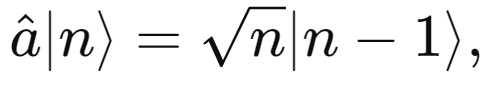 â|n⟩ = √n|n − 1⟩,